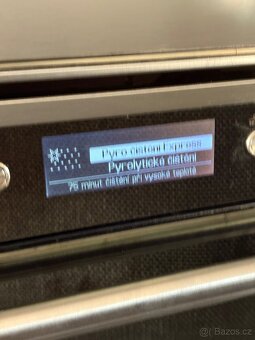 Pyro čištění Express
Pyrolytické čištění
75 minut čištění při vysoké teplotě
Bazos.cz